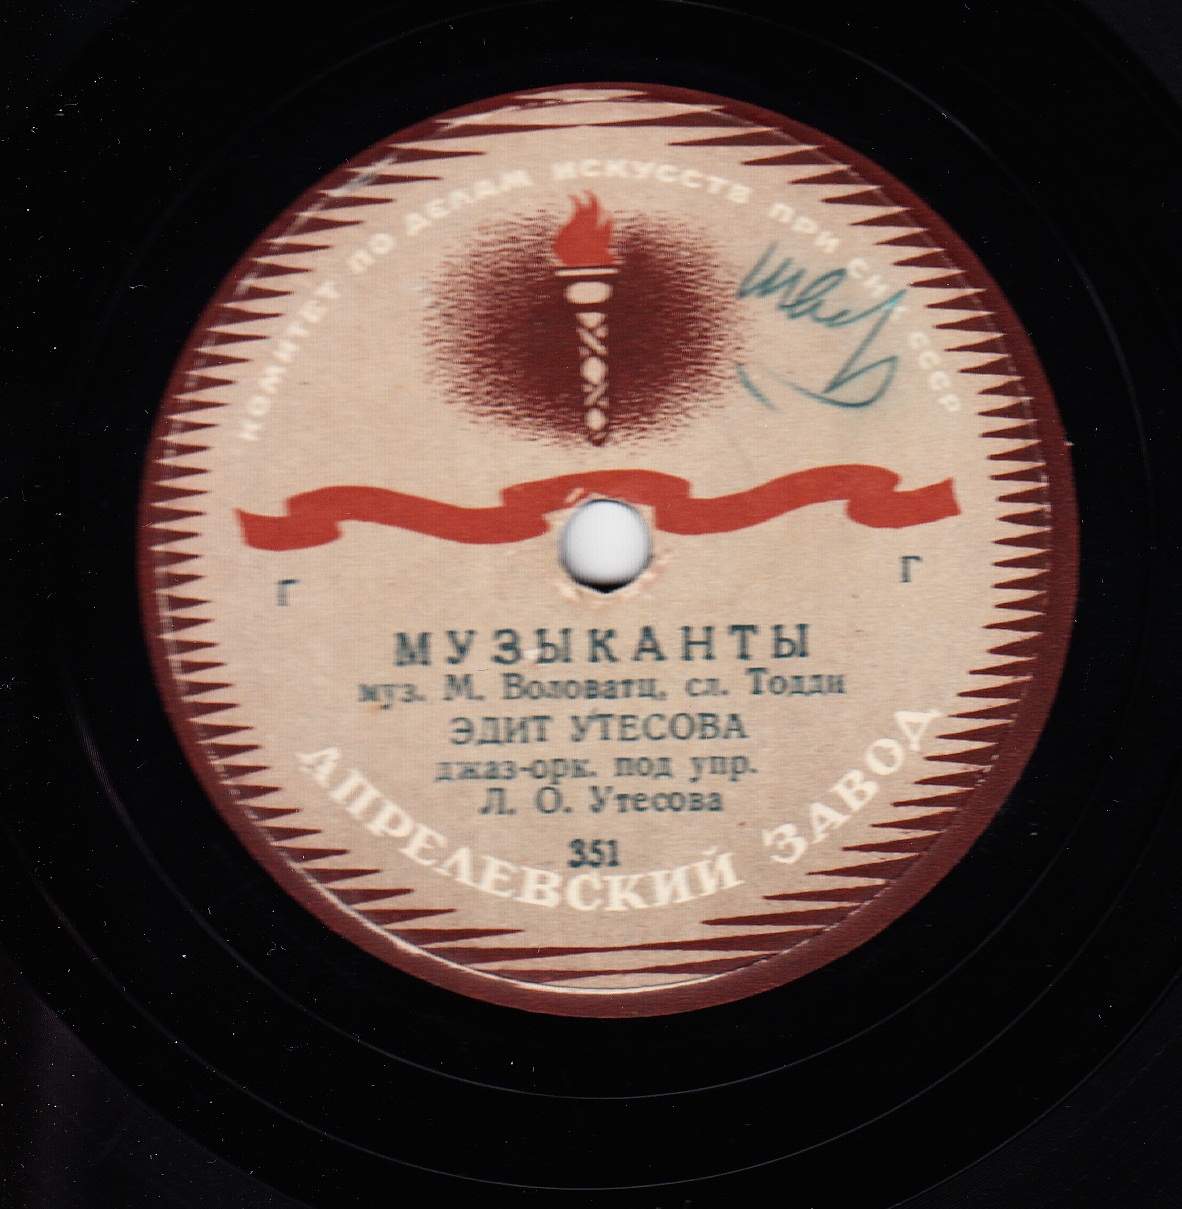 КОМИТЕТ ПО ДЕЛАМ ИСКУССТВ ПРИ СНК СССР
Г Г
МУЗЫКАНТЫ
муз. М. Воловатц, сл. Тодди
ЭДИТ УТЕСОВА
джаз-орк. под упр.
Л. О. Утесова
351
АПРЕЛЕВСКИЙ ЗАВОД